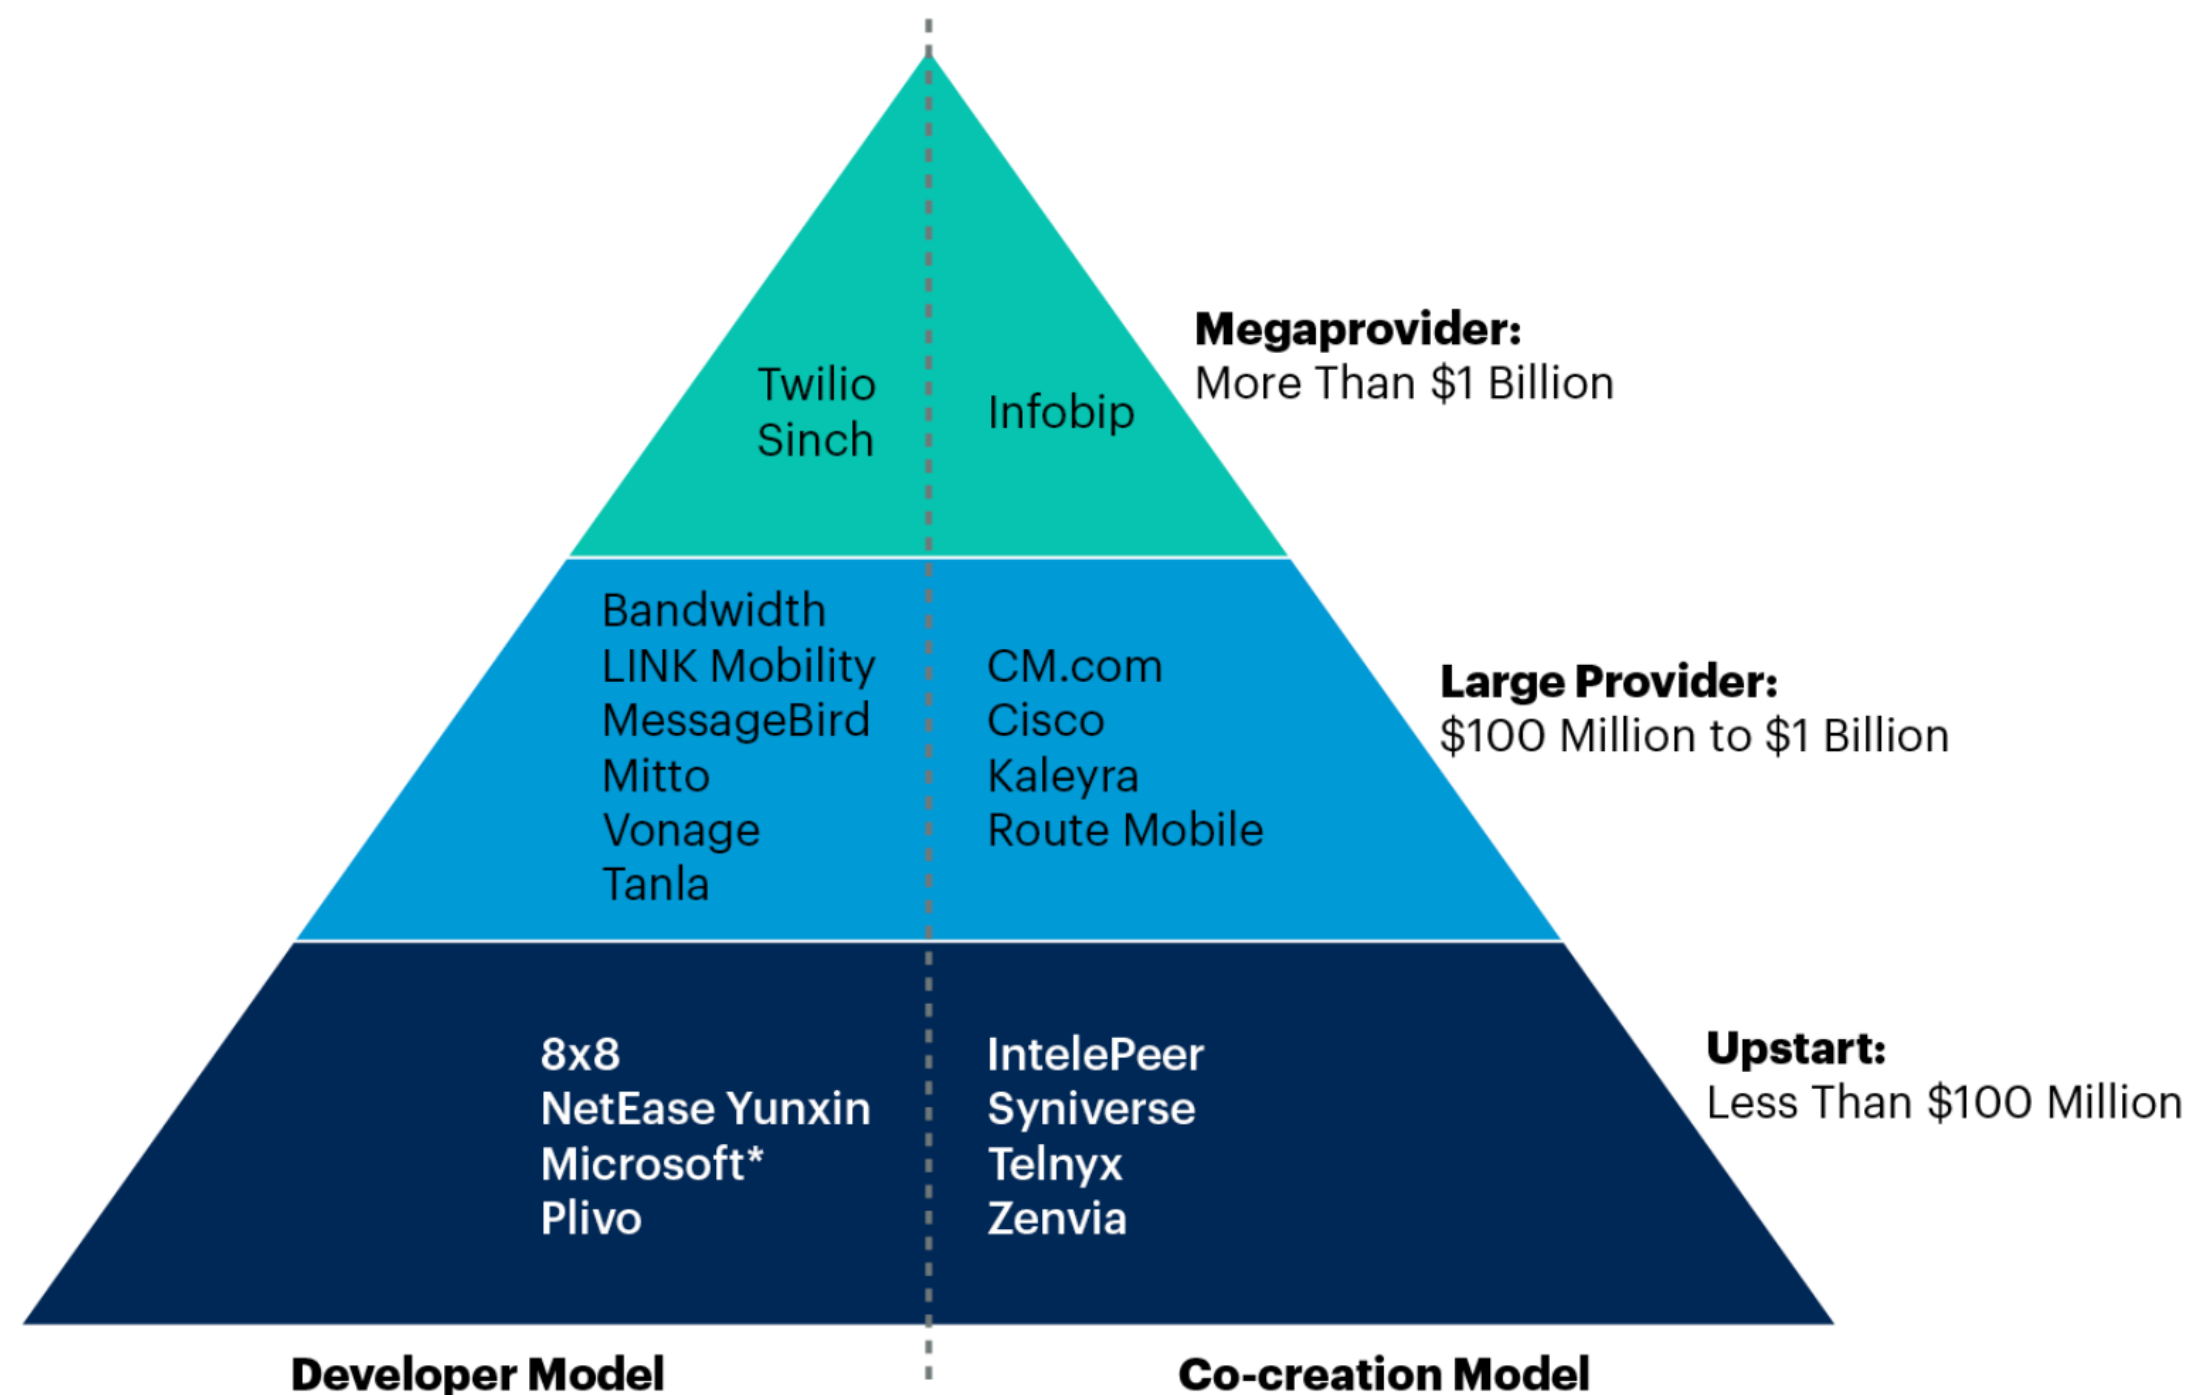 Twilio
Sinch
Infobip
Megaprovider:
More Than $1 Billion
Bandwidth
LINK Mobility
MessageBird
Mitto
Vonage
Tanla
CM.com
Cisco
Kaleyra
Route Mobile
Large Provider:
$100 Million to $1 Billion
8x8
NetEase Yunxin
Microsoft*
Plivo
IntelePeer
Syniverse
Telnyx
Zenvia
Upstart:
Less Than $100 Million
Developer Model
Co-creation Model